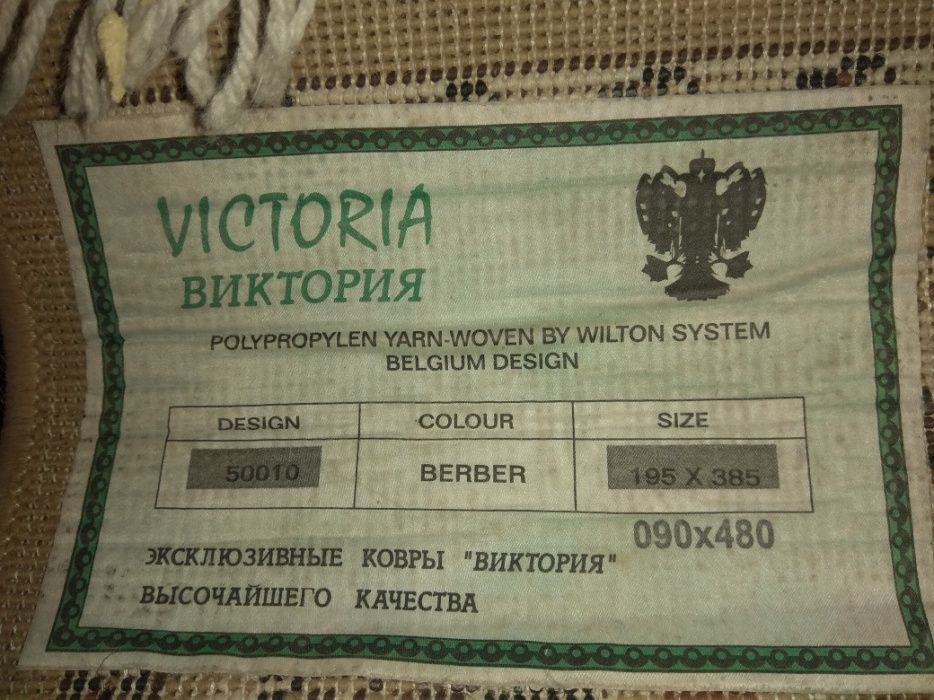 VICTORIA
ВИКТОРИЯ
POLYPROPYLEN YARN-WOVEN BY WILTON SYSTEM
BELGIUM DESIGN
DESIGN COLOUR SIZE
50010 BERBER 195 X 385
090x480
ЭКСКЛЮЗИВНЫЕ КОВРЫ "ВИКТОРИЯ"
ВЫСОЧАЙШЕГО КАЧЕСТВА